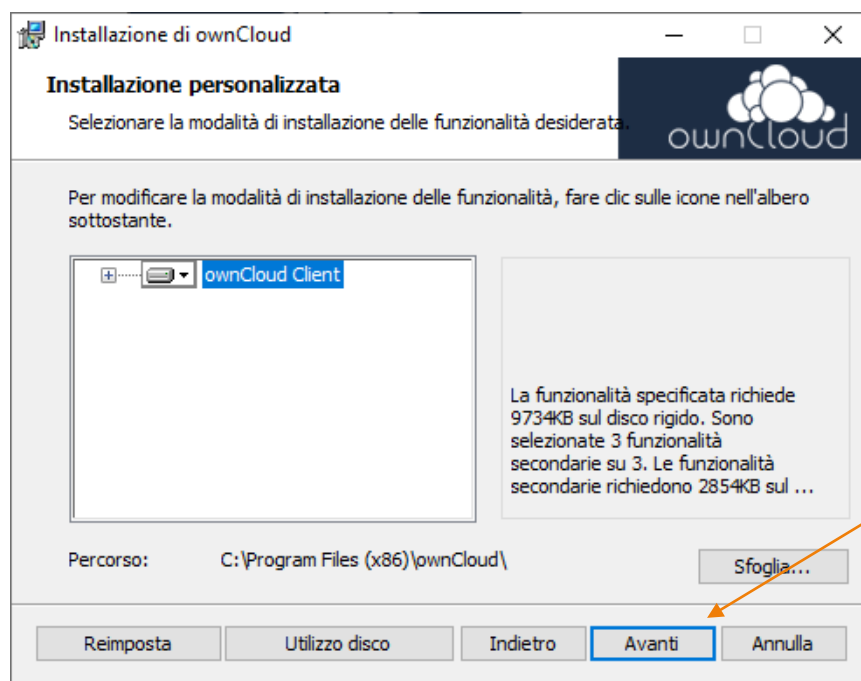 Installazione di ownCloud
Installazione personalizzata
Selezionare la modalità di installazione delle funzionalità desiderata.
ownCloud
Per modificare la modalità di installazione delle funzionalità, fare clic sulle icone nell'albero
sottostante.
ownCloud Client
La funzionalità specificata richiede
9734KB sul disco rigido. Sono
selezionate 3 funzionalità
secondarie su 3. Le funzionalità
secondarie richiedono 2854KB sul ...
Percorso: C:\Program Files (x86)\ownCloud\
Sfoglia...
Reimposta Utilizzo disco Indietro Avanti Annulla